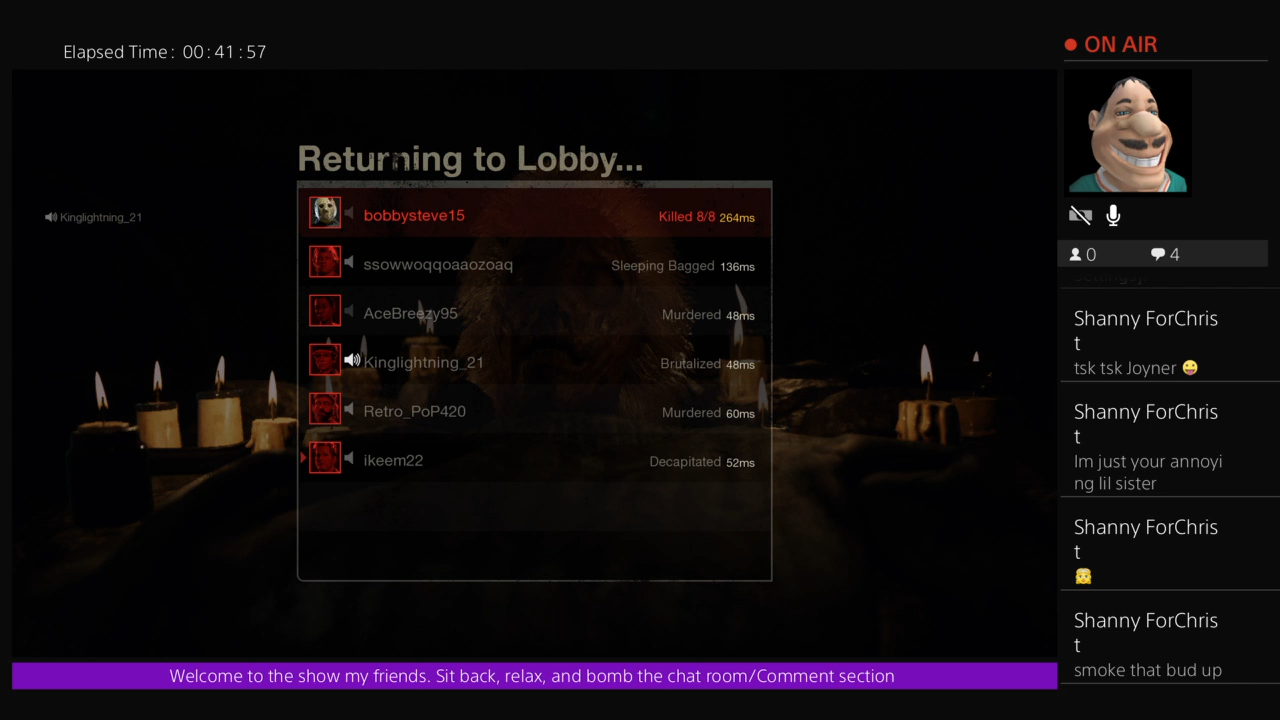 Elapsed Time: 00:41:57
ON AIR
Returning to Lobby...
Kinglightning_21
bobbysteve15 Killed 8/8 264ms
ssowwoqqoaaozoaq Sleeping Bagged 136ms
AceBreezy95 Murdered 48ms
Kinglightning_21 Brutalized 48ms
Retro_PoP420 Murdered 60ms
ikeem22 Decapitated 52ms
0 4
Shanny ForChris
t
tsk tsk Joyner 😜
Shanny ForChris
t
Im just your annoyi
ng lil sister
Shanny ForChris
t
Shanny ForChris
t
smoke that bud up
Welcome to the show my friends. Sit back, relax, and bomb the chat room/Comment section